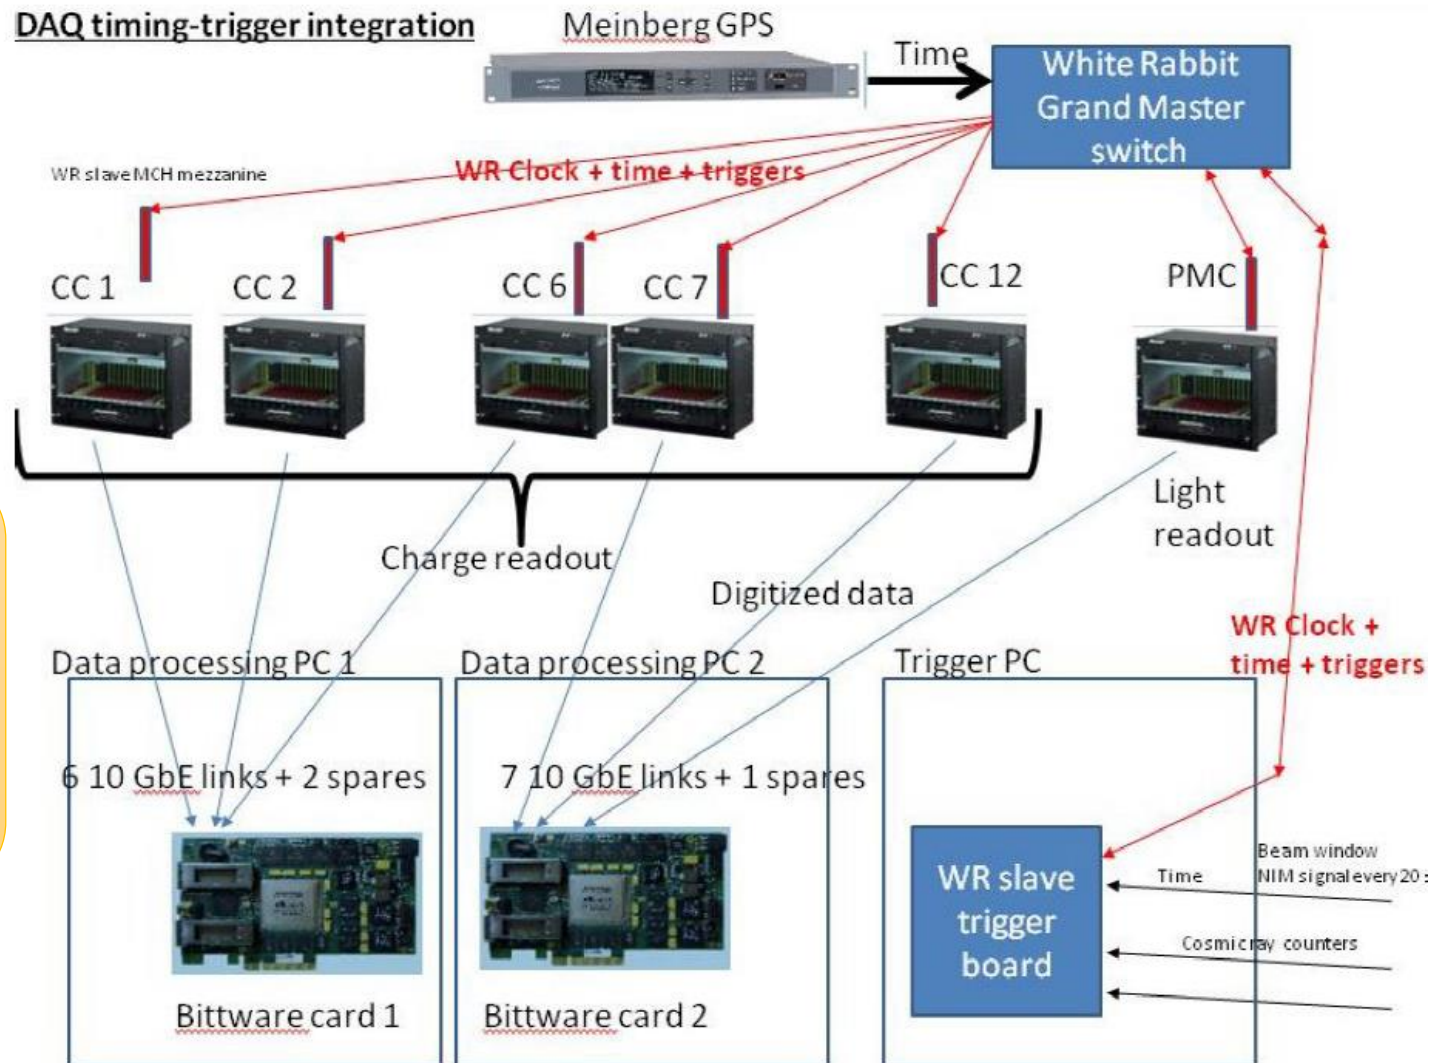 DAQ timing-trigger integration
Meinberg GPS
Time
White Rabbit
Grand Master
switch
WR slave MCH mezzanine
WR Clock + time + triggers
CC 1
CC 2
CC 6
CC 7
CC 12
PMC
Light
readout
Charge readout
Digitized data
WR Clock +
time + triggers
Data processing PC 1
Data processing PC 2
Trigger PC
6 10 GbE links + 2 spares
7 10 GbE links + 1 spares
WR slave
trigger
board
Beam window
Time
NIM signal every 20 s
Cosmic ray counters
Bittware card 1
Bittware card 2